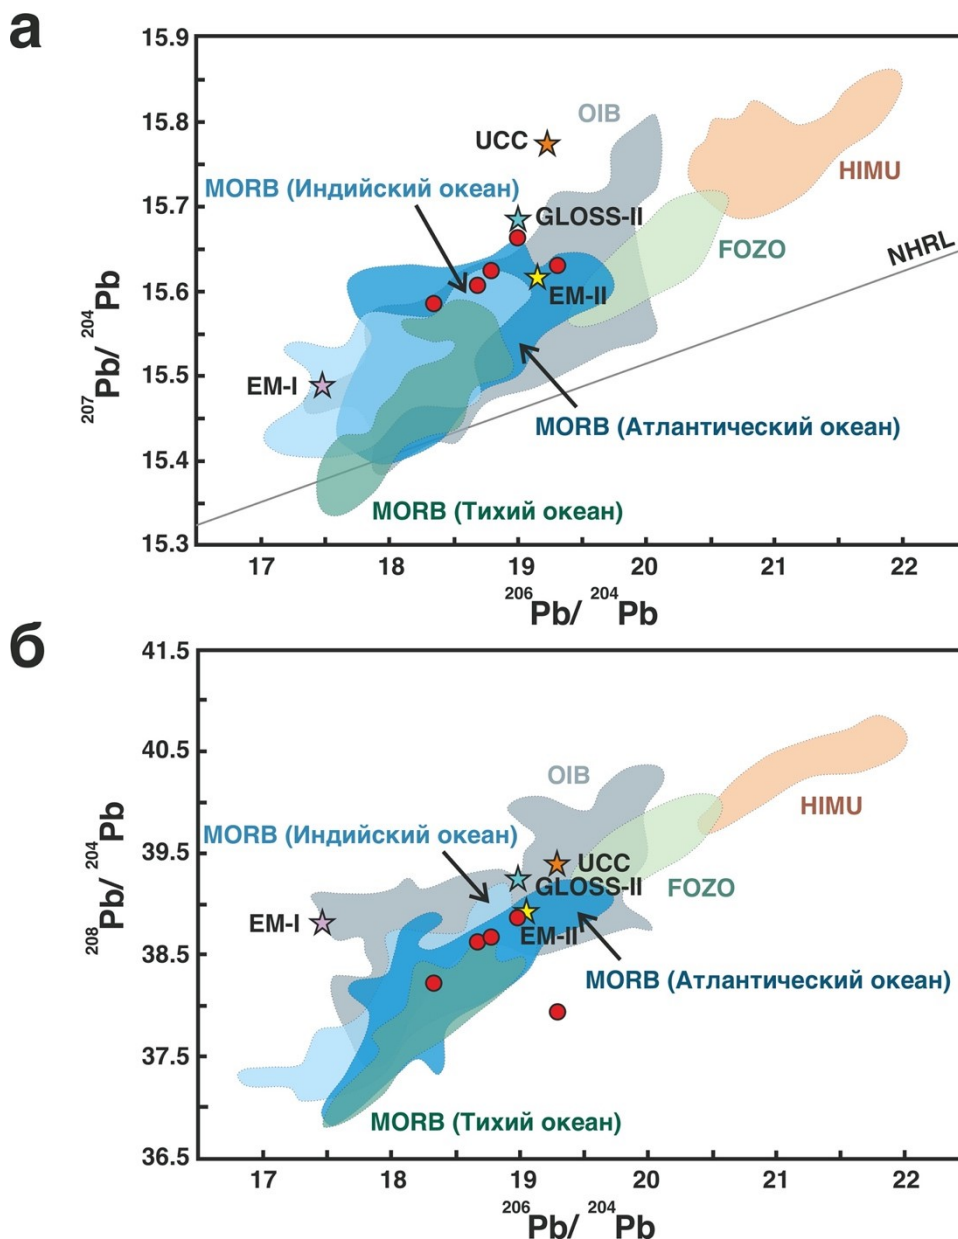 а
15.9
15.8
15.7
15.6
15.5
15.4
15.3
207Pb/ 204Pb
OIB
UCC
HIMU
MORB (Индийский океан)
GLOSS-II
FOZO
NHRL
EM-II
EM-I
MORB (Атлантический океан)
MORB (Тихий океан)
17 18 19 20 21 22
206Pb/ 204Pb
б
41.5
40.5
39.5
38.5
37.5
36.5
208Pb/ 204Pb
OIB
HIMU
MORB (Индийский океан)
UCC
GLOSS-II
FOZO
EM-I
EM-II
MORB (Атлантический океан)
MORB (Тихий океан)
17 18 19 20 21 22
206Pb/ 204Pb